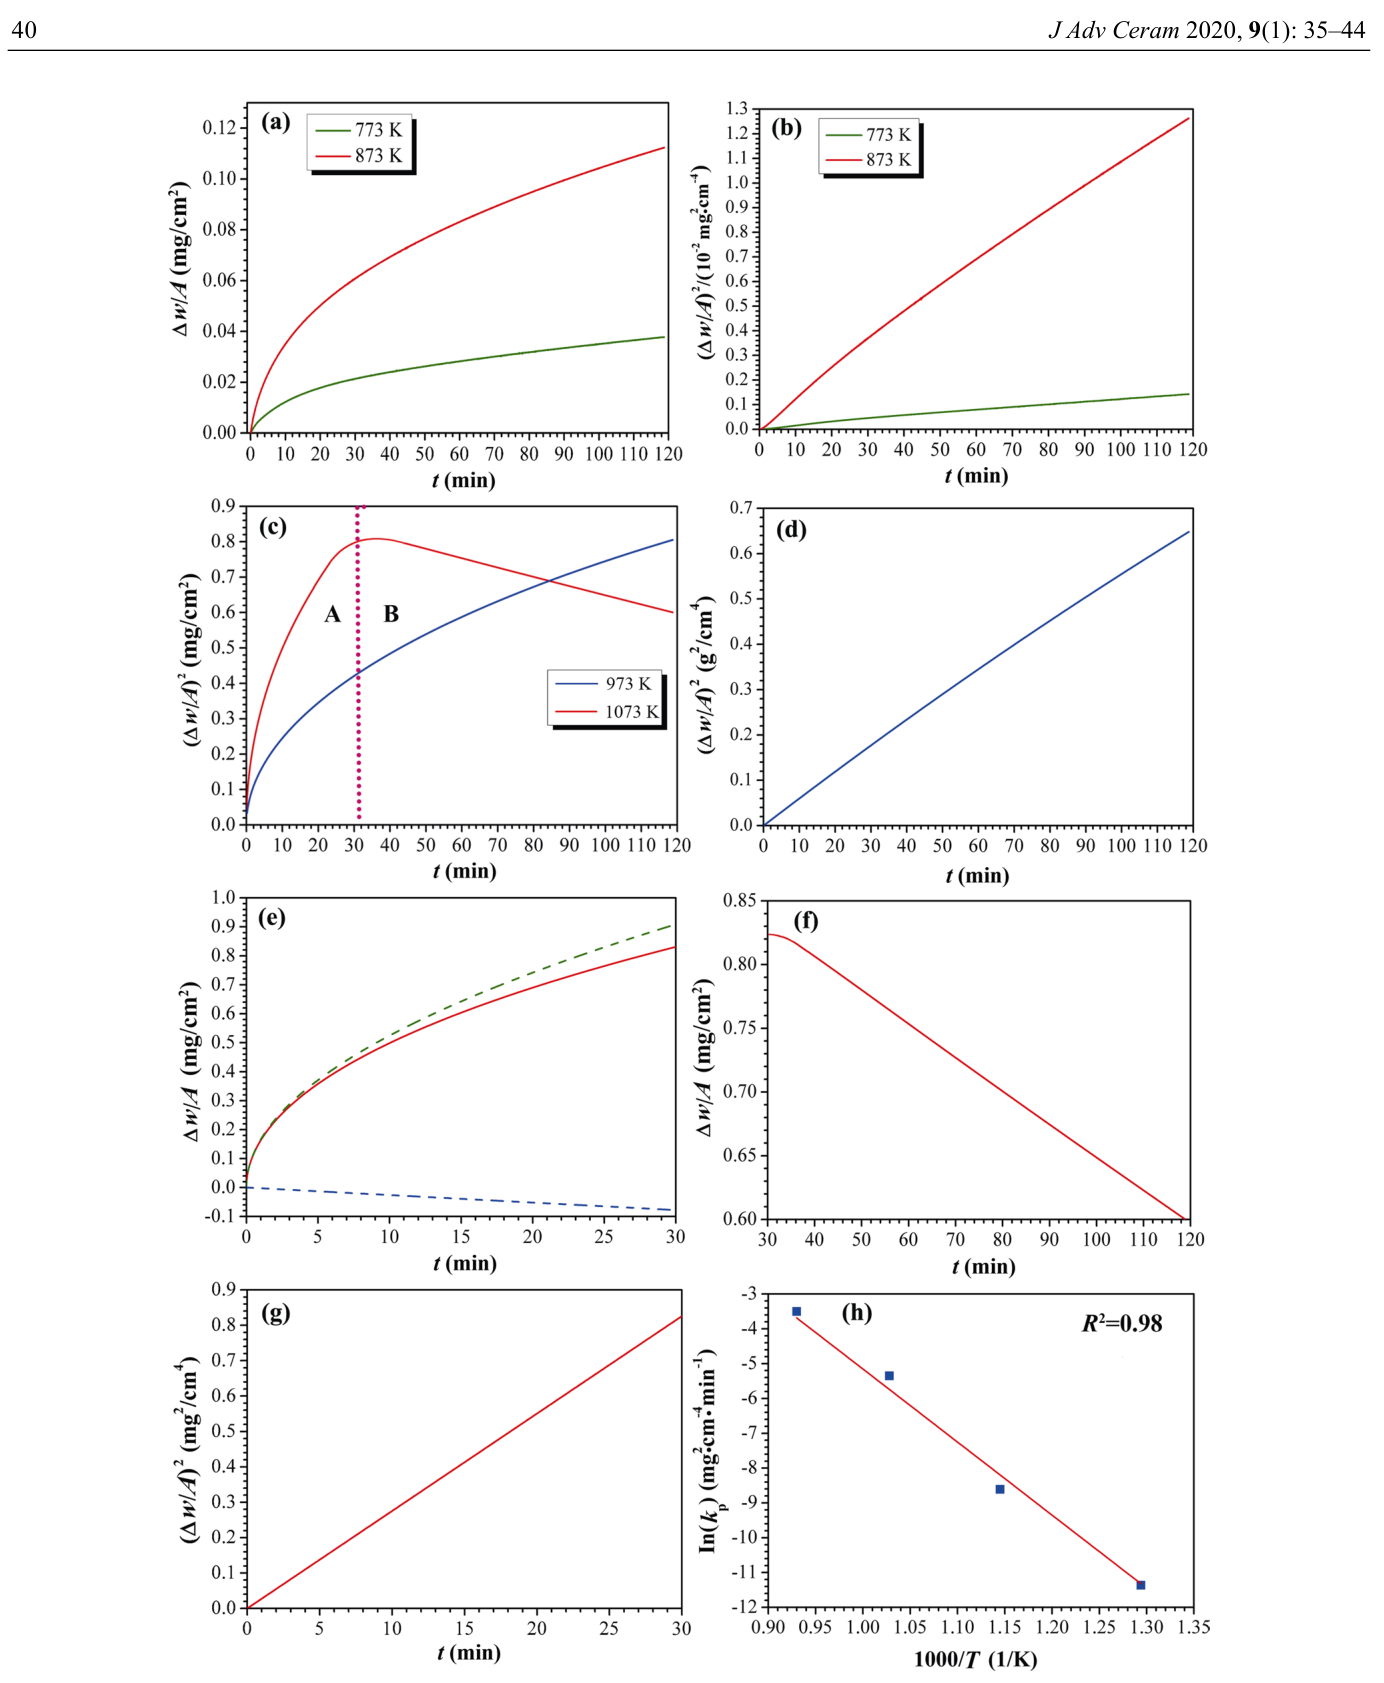 40
J Adv Ceram 2020, 9(1): 35–44
(a)
773 K
873 K
0.12
0.10
0.08
0.06
0.04
0.02
0.00
Δw/A (mg/cm²)
0 10 20 30 40 50 60 70 80 90 100 110 120
t (min)
(b)
773 K
873 K
1.3
1.2
1.1
1.0
0.9
0.8
0.7
0.6
0.5
0.4
0.3
0.2
0.1
0.0
(Δw/A)²/(10⁻² mg²·cm⁻⁴)
0 10 20 30 40 50 60 70 80 90 100 110 120
t (min)
(c)
0.9
0.8
0.7
0.6
0.5
0.4
0.3
0.2
0.1
0.0
(Δw/A)² (mg/cm²)
A
B
973 K
1073 K
0 10 20 30 40 50 60 70 80 90 100 110 120
t (min)
(d)
0.7
0.6
0.5
0.4
0.3
0.2
0.1
0.0
(Δw/A)² (g²/cm⁴)
0 10 20 30 40 50 60 70 80 90 100 110 120
t (min)
(e)
1.0
0.9
0.8
0.7
0.6
0.5
0.4
0.3
0.2
0.1
0.0
-0.1
Δw/A (mg/cm²)
0 5 10 15 20 25 30
t (min)
(f)
0.85
0.80
0.75
0.70
0.65
0.60
Δw/A (mg/cm²)
30 40 50 60 70 80 90 100 110 120
t (min)
(g)
0.9
0.8
0.7
0.6
0.5
0.4
0.3
0.2
0.1
0.0
(Δw/A)² (mg²/cm⁴)
0 5 10 15 20 25 30
t (min)
(h)
R²=0.98
-3
-4
-5
-6
-7
-8
-9
-10
-11
-12
ln(kₚ) (mg²·cm⁻⁴·min⁻¹)
0.90 0.95 1.00 1.05 1.10 1.15 1.20 1.25 1.30 1.35
1000/T (1/K)